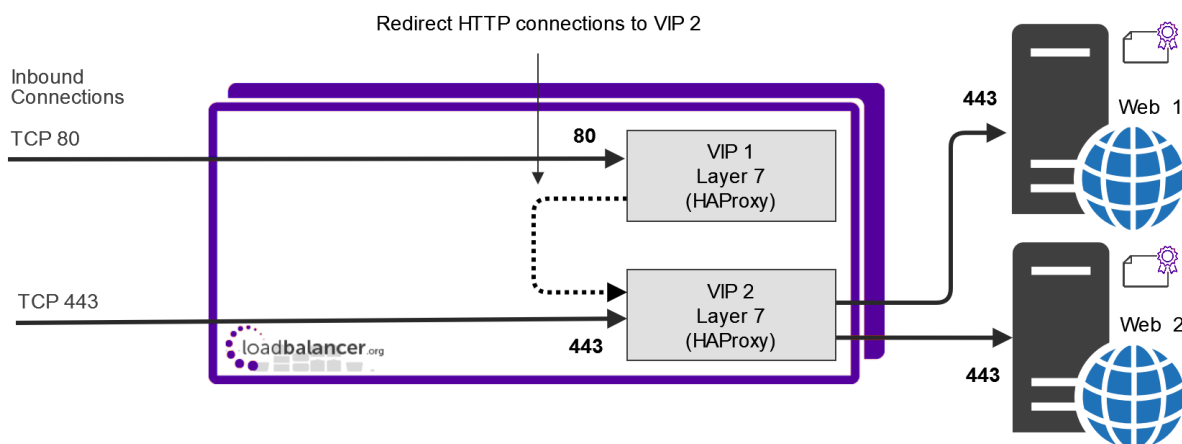 Redirect HTTP connections to VIP 2
Inbound
Connections
TCP 80
80
VIP 1
Layer 7
(HAProxy)
443
Web 1
TCP 443
443
VIP 2
Layer 7
(HAProxy)
443
Web 2
loadbalancer.org